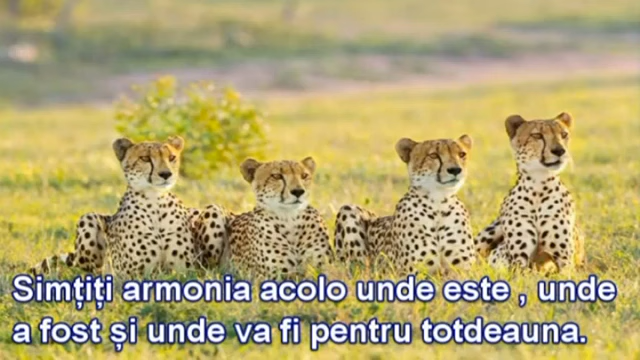 Simțiți armonia acolo unde este , unde
a fost și unde va fi pentru totdeauna.